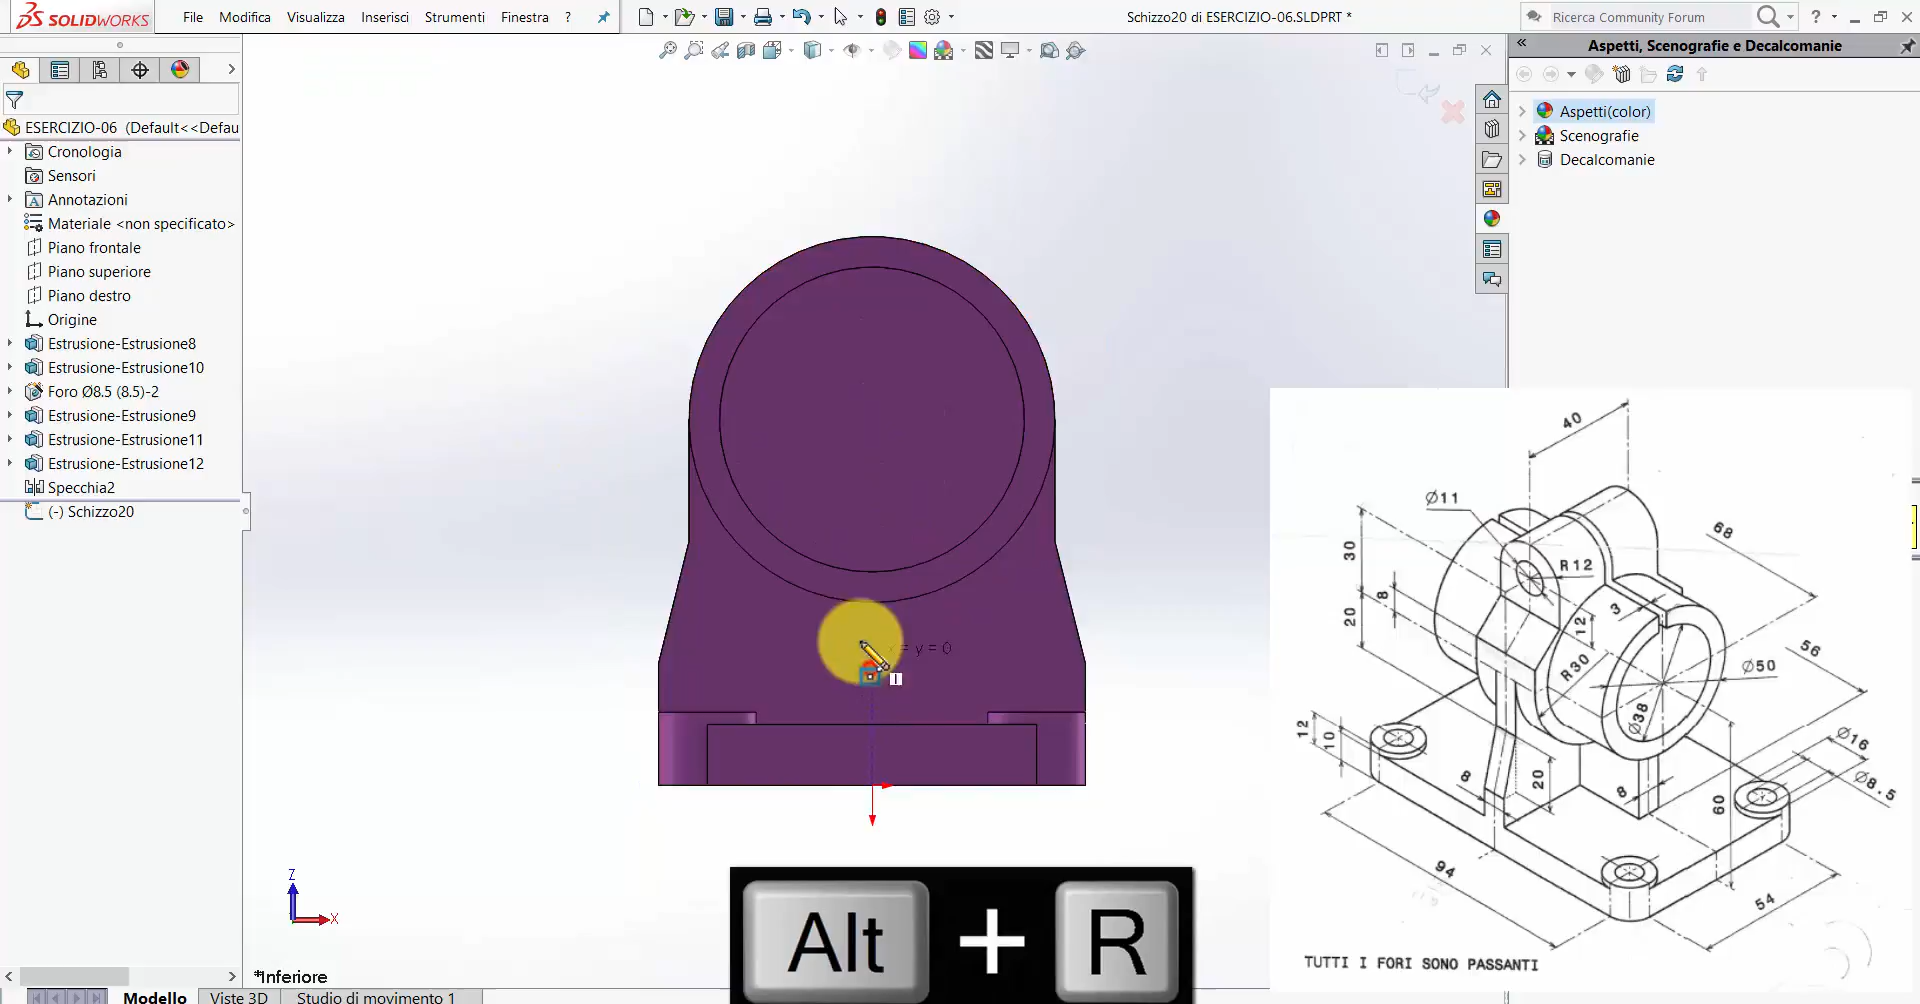 SOLIDWORKS
File
Modifica
Visualizza
Inserisci
Strumenti
Finestra
?
Schizzo20 di ESERCIZIO-06.SLDPRT *
Ricerca Community Forum
?
Aspetti, Scenografie e Decalcomanie
Aspetti(color)
Scenografie
Decalcomanie
ESERCIZIO-06 (Default<<Defau
Cronologia
Sensori
Annotazioni
Materiale <non specificato>
Piano frontale
Piano superiore
Piano destro
Origine
Estrusione-Estrusione8
Estrusione-Estrusione10
Foro Ø8.5 (8.5)-2
Estrusione-Estrusione9
Estrusione-Estrusione11
Estrusione-Estrusione12
Specchia2
(-) Schizzo20
= y = 0
Z
X
*Inferiore
Alt + R
40
Ø11
68
30
R12
8
3
20
12
56
R30
Ø50
Ø38
12
10
Ø16
Ø8.5
8
20
8
60
94
54
TUTTI I FORI SONO PASSANTI
Modello
Viste 3D
Studio di movimento 1